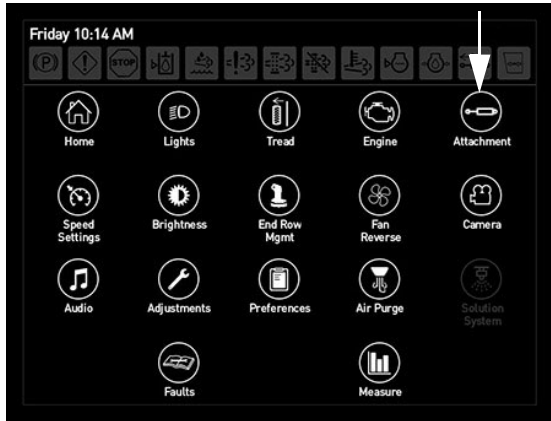 Friday 10:14 AM
(P)
STOP
Home
Lights
Tread
Engine
Attachment
Speed
Settings
Brightness
End Row
Mgmt
Fan
Reverse
Camera
Audio
Adjustments
Preferences
Air Purge
Solution
System
Faults
Measure